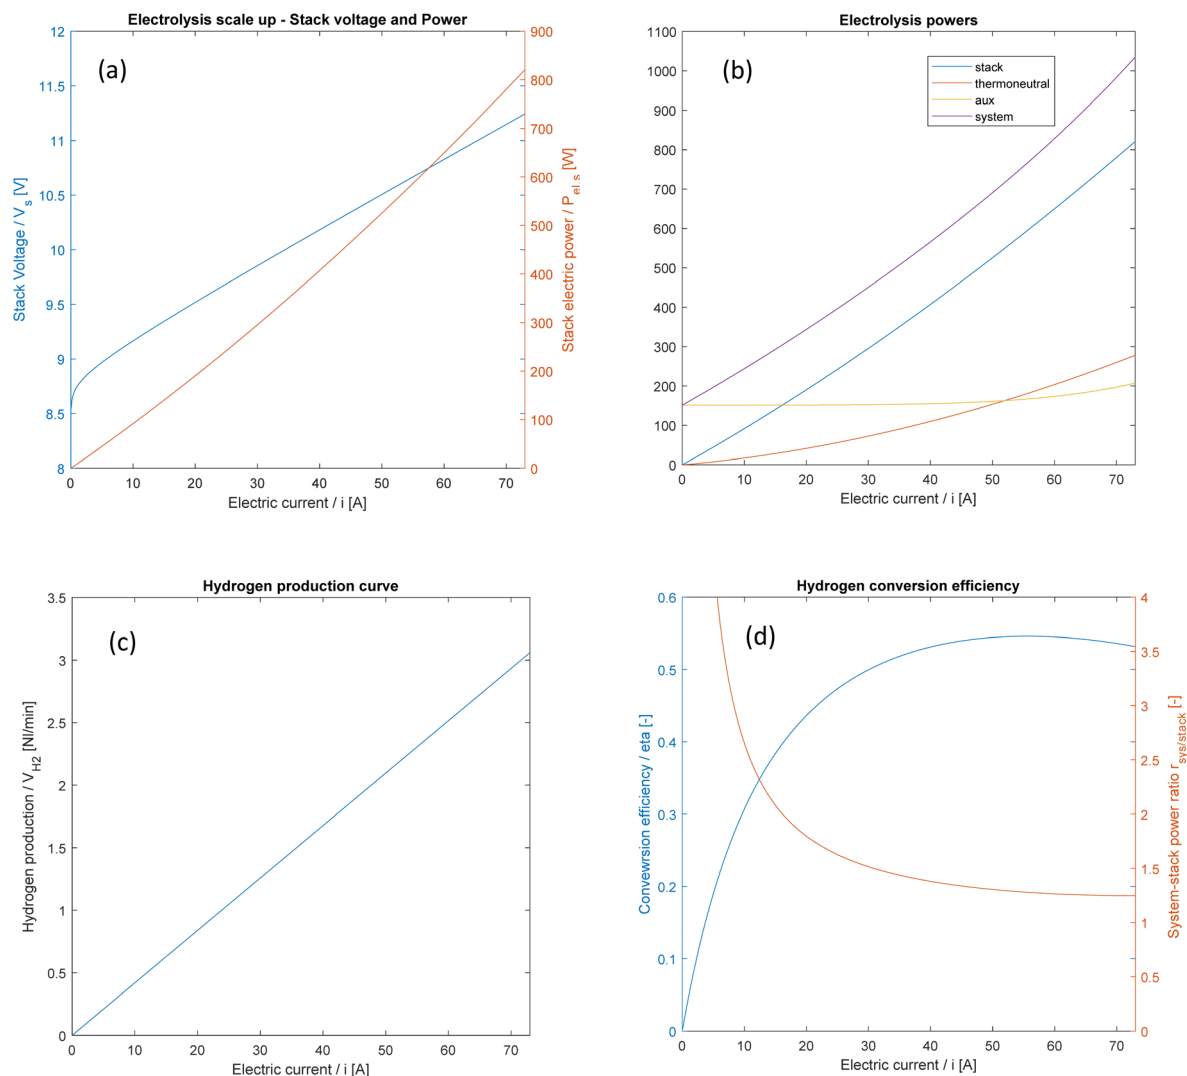 Electrolysis scale up - Stack voltage and Power
(a)
12
11.5
11
10.5
10
9.5
9
8.5
8
Stack Voltage / V_s [V]
900
800
700
600
500
400
300
200
100
0
Stack electric power / P_el,s [W]
0 10 20 30 40 50 60 70
Electric current / i [A]
Electrolysis powers
(b)
1100
1000
900
800
700
600
500
400
300
200
100
0
stack
thermoneutral
aux
system
0 10 20 30 40 50 60 70
Electric current / i [A]
Hydrogen production curve
(c)
3.5
3
2.5
2
1.5
1
0.5
0
Hydrogen production / V_H2 [Nl/min]
0 10 20 30 40 50 60 70
Electric current / i [A]
Hydrogen conversion efficiency
(d)
0.6
0.5
0.4
0.3
0.2
0.1
0
Convewrsion efficiency / eta [-]
4
3.5
3
2.5
2
1.5
1
0.5
0
System-stack power ratio r_sys/stack [-]
0 10 20 30 40 50 60 70
Electric current / i [A]